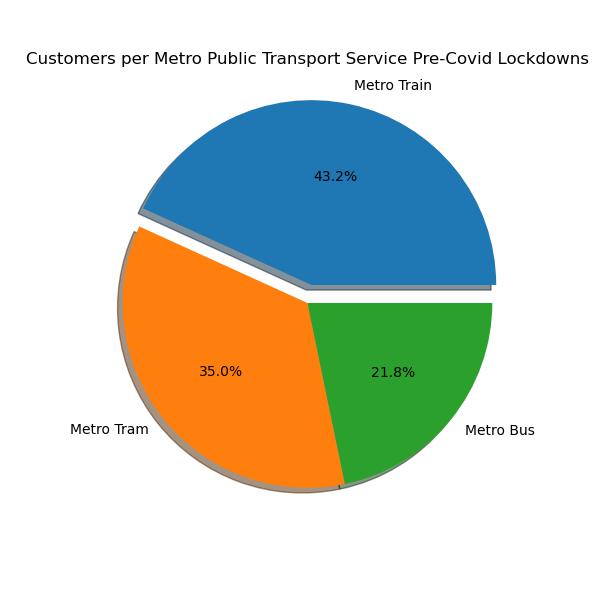 Customers per Metro Public Transport Service Pre-Covid Lockdowns
Metro Train
43.2%
35.0%
21.8%
Metro Tram
Metro Bus